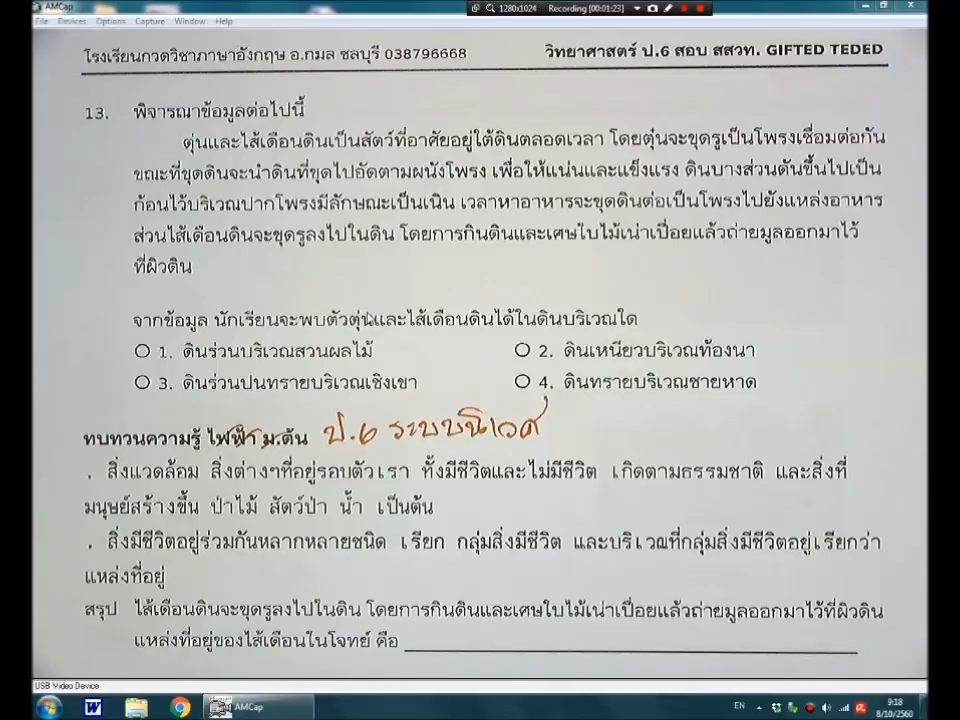 AMCap
1280x1024 Recording [00:01:23]
File Devices Options Capture Window Help
โรงเรียนกวดวิชาภาษาอังกฤษ อ.กมล ชลบุรี 038796668 วิทยาศาสตร์ ป.6 สอบ สสวท. GIFTED TEDED
13. พิจารณาข้อมูลต่อไปนี้
ตุ่นและไส้เดือนดินเป็นสัตว์ที่อาศัยอยู่ใต้ดินตลอดเวลา โดยตุ่นจะขุดรูเป็นโพรงเชื่อมต่อกัน
ขณะที่ขุดดินจะนำดินที่ขุดไปอัดตามผนังโพรง เพื่อให้แน่นและแข็งแรง ดินบางส่วนดันขึ้นไปเป็น
ก้อนไว้บริเวณปากโพรงมีลักษณะเป็นเนิน เวลาหาอาหารจะขุดดินต่อเป็นโพรงไปยังแหล่งอาหาร
ส่วนไส้เดือนดินจะขุดรูลงไปในดิน โดยการกินดินและเศษใบไม้เน่าเปื่อยแล้วถ่ายมูลออกมาไว้
ที่ผิวดิน
จากข้อมูล นักเรียนจะพบตัวตุ่นและไส้เดือนดินได้ในดินบริเวณใด
1. ดินร่วนบริเวณสวนผลไม้ 2. ดินเหนียวบริเวณท้องนา
3. ดินร่วนปนทรายบริเวณเชิงเขา 4. ดินทรายบริเวณชายหาด
ทบทวนความรู้ ไฟฟ้า ม.ต้น ป.6 ระบบนิเวศ
. สิ่งแวดล้อม สิ่งต่างๆที่อยู่รอบตัวเรา ทั้งมีชีวิตและไม่มีชีวิต เกิดตามธรรมชาติ และสิ่งที่
มนุษย์สร้างขึ้น ป่าไม้ สัตว์ป่า น้ำ เป็นต้น
. สิ่งมีชีวิตอยู่ร่วมกันหลากหลายชนิด เรียก กลุ่มสิ่งมีชีวิต และบริเวณที่กลุ่มสิ่งมีชีวิตอยู่เรียกว่า
แหล่งที่อยู่
สรุป ไส้เดือนดินจะขุดรูลงไปในดิน โดยการกินดินและเศษใบไม้เน่าเปื่อยแล้วถ่ายมูลออกมาไว้ที่ผิวดิน
แหล่งที่อยู่ของไส้เดือนในโจทย์ คือ
USB Video Device
AMCap EN 9:18
8/10/2560